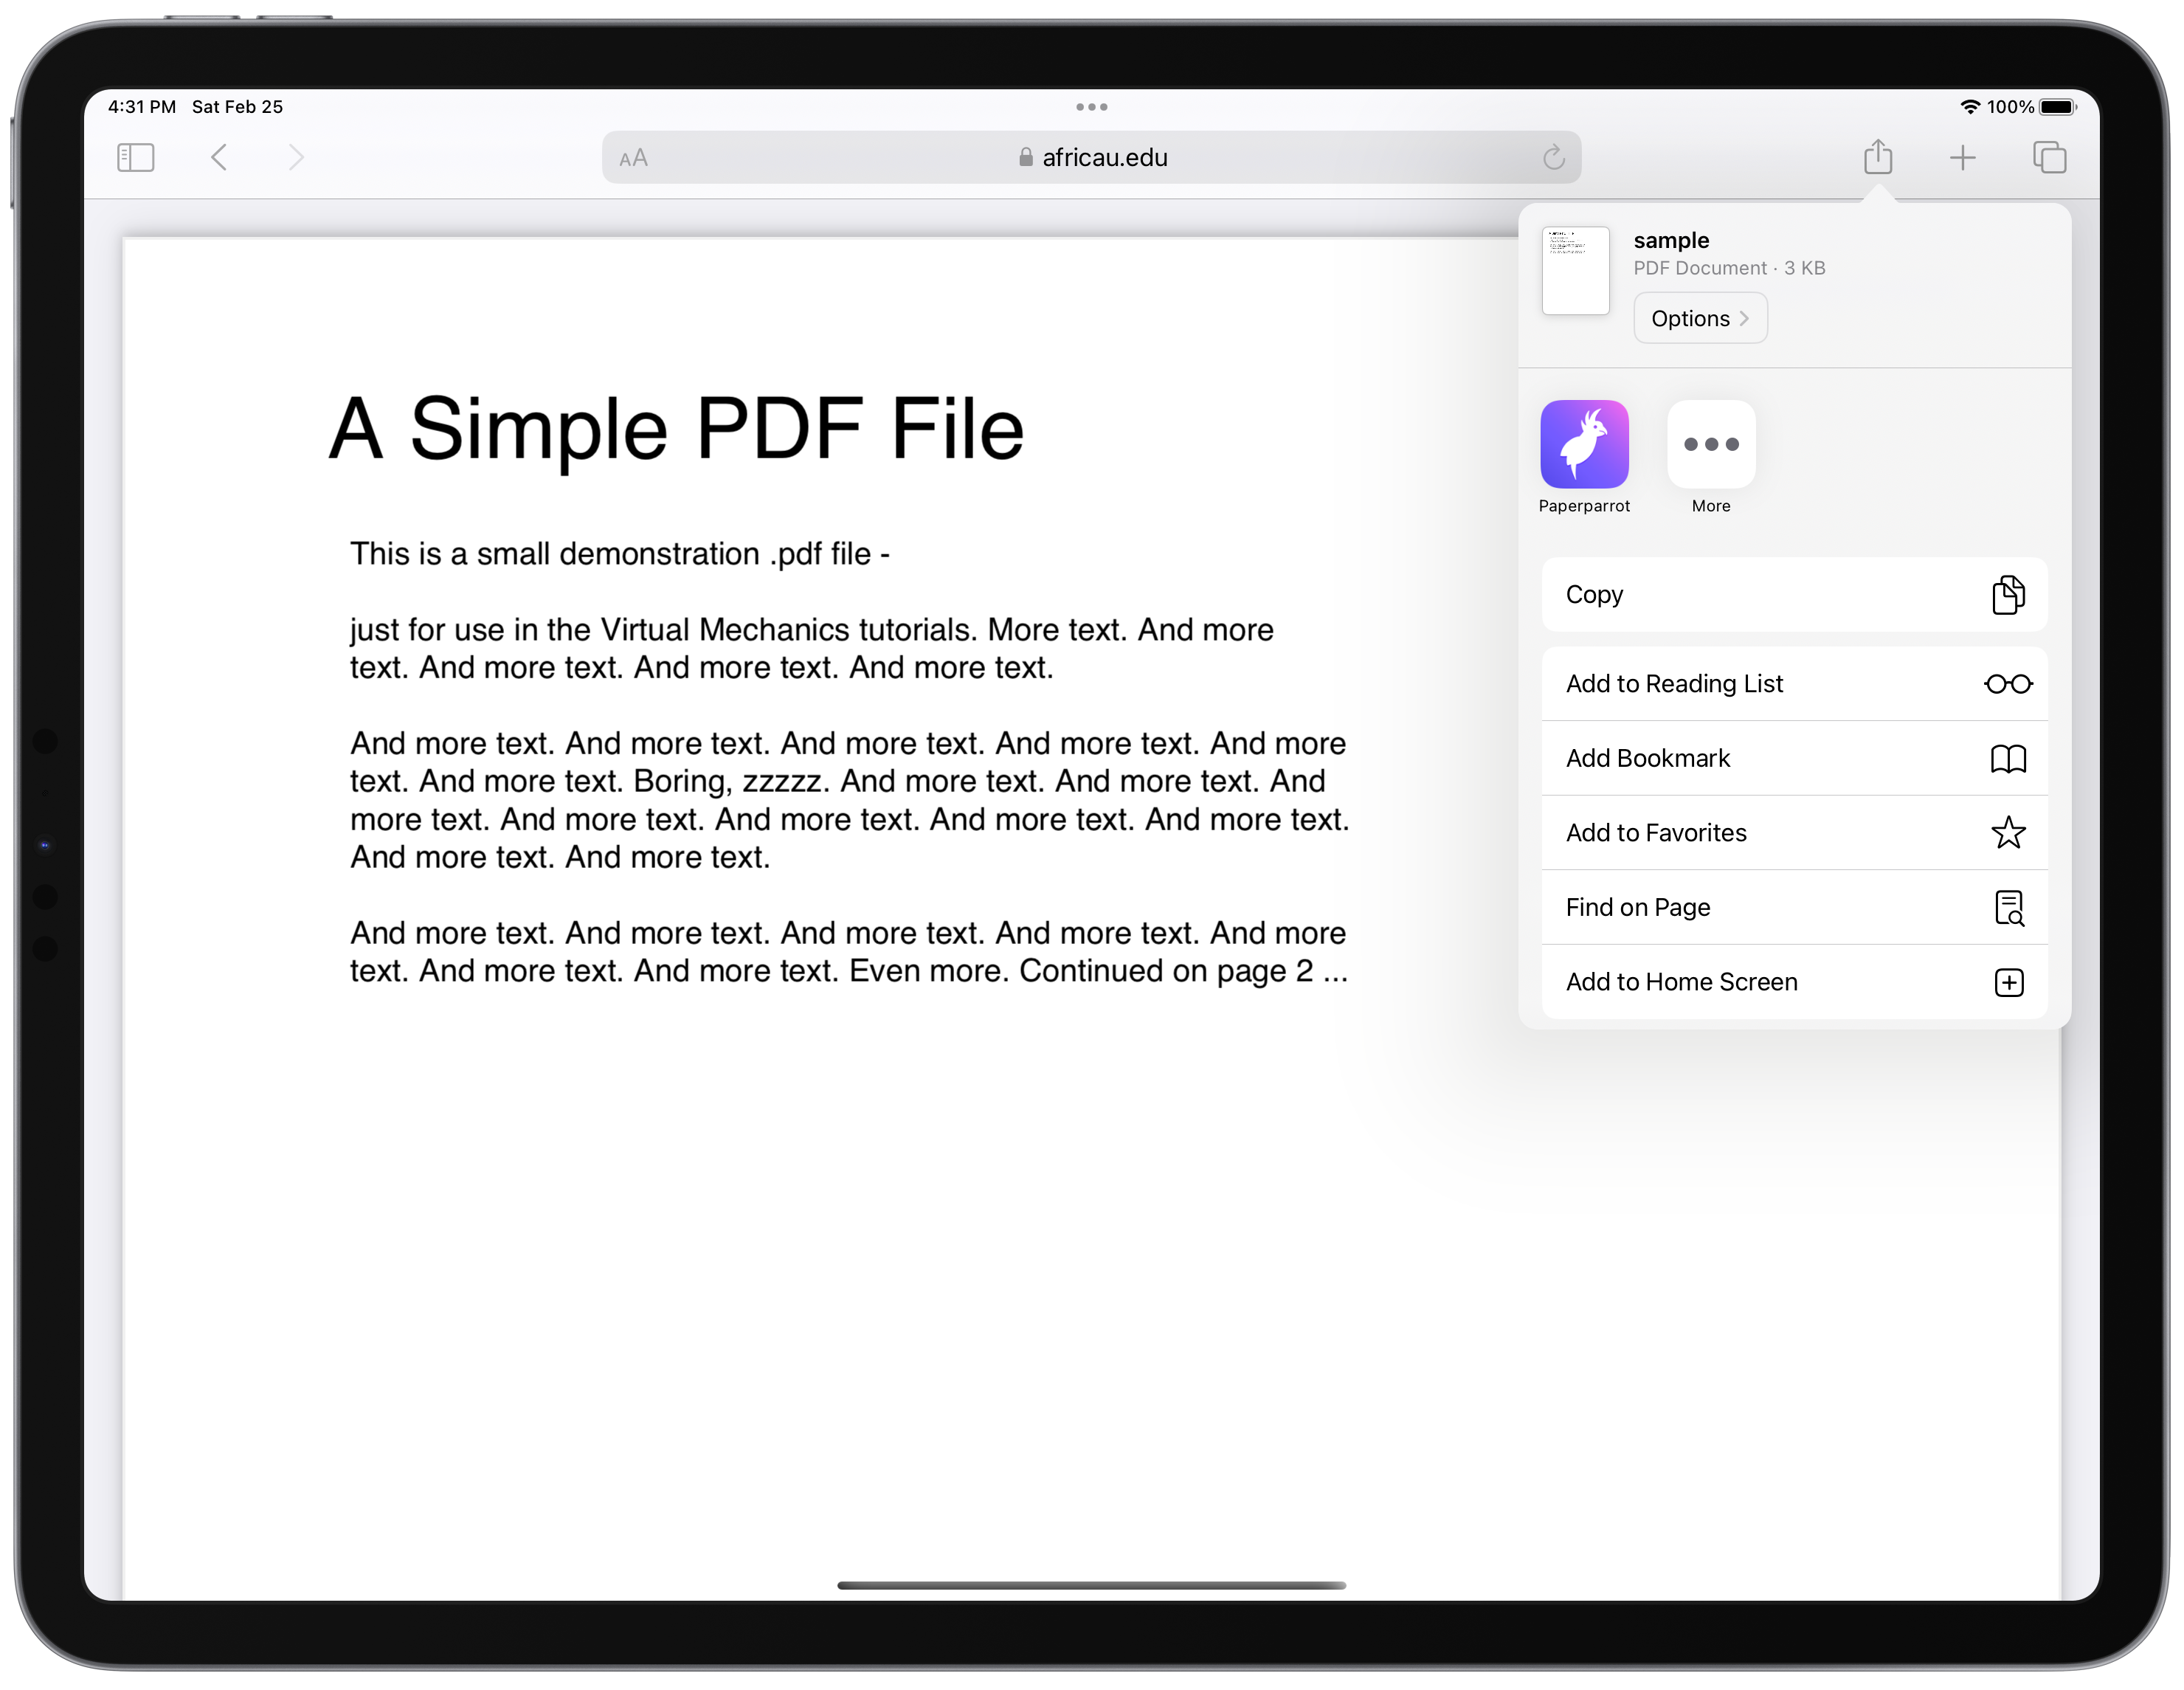 4:31 PM Sat Feb 25
100%
AA
africau.edu
A Simple PDF File
This is a small demonstration .pdf file -
just for use in the Virtual Mechanics tutorials. More text. And more
text. And more text. And more text. And more text.
And more text. And more text. And more text. And more text. And more
text. And more text. Boring, zzzzz. And more text. And more text. And
more text. And more text. And more text. And more text. And more text.
And more text. And more text.
And more text. And more text. And more text. And more text. And more
text. And more text. And more text. Even more. Continued on page 2 ...
sample
PDF Document · 3 KB
Options
Paperparrot
More
Copy
Add to Reading List
Add Bookmark
Add to Favorites
Find on Page
Add to Home Screen